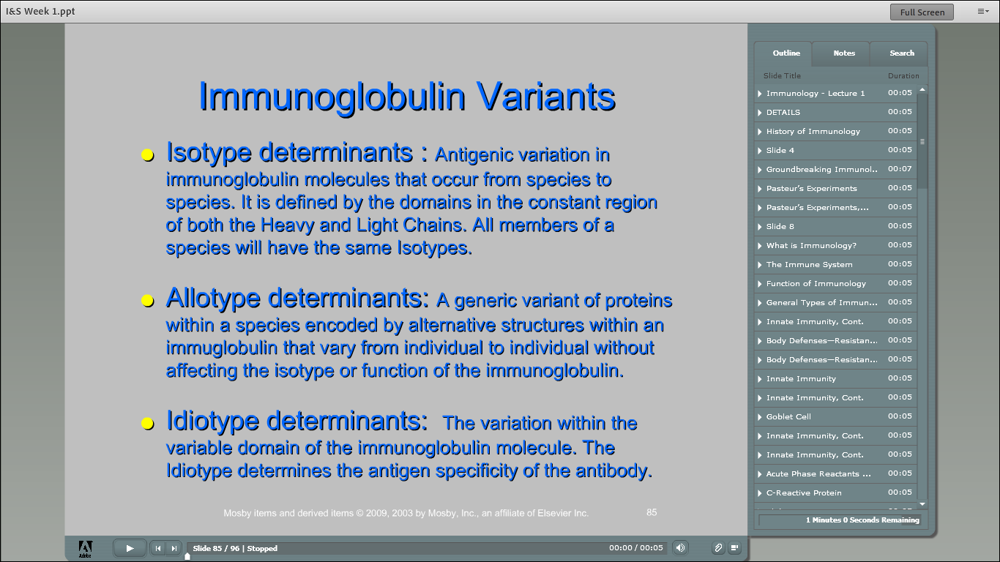 I&S Week 1.ppt
Full Screen
Immunoglobulin Variants
Isotype determinants : Antigenic variation in
immunoglobulin molecules that occur from species to
species. It is defined by the domains in the constant region
of both the Heavy and Light Chains. All members of a
species will have the same Isotypes.
Allotype determinants: A generic variant of proteins
within a species encoded by alternative structures within an
immuglobulin that vary from individual to individual without
affecting the isotype or function of the immunoglobulin.
Idiotype determinants: The variation within the
variable domain of the immunoglobulin molecule. The
Idiotype determines the antigen specificity of the antibody.
Mosby items and derived items © 2009, 2003 by Mosby, Inc., an affiliate of Elsevier Inc. 85
Adobe
Slide 85 / 96 | Stopped
00:00 / 00:05
Outline Notes Search
Slide Title Duration
Immunology - Lecture 1 00:05
DETAILS 00:05
History of Immunology 00:05
Slide 4 00:05
Groundbreaking Immunol.. 00:07
Pasteur's Experiments 00:05
Pasteur's Experiments,... 00:05
Slide 8 00:05
What is Immunology? 00:05
The Immune System 00:05
Function of Immunology 00:05
General Types of Immun... 00:05
Innate Immunity, Cont. 00:05
Body Defenses—Resistan... 00:05
Body Defenses—Resistan... 00:05
Innate Immunity 00:05
Innate Immunity, Cont. 00:05
Goblet Cell 00:05
Innate Immunity, Cont. 00:05
Innate Immunity, Cont. 00:05
Acute Phase Reactants ... 00:05
C-Reactive Protein 00:05
1 Minutes 0 Seconds Remaining